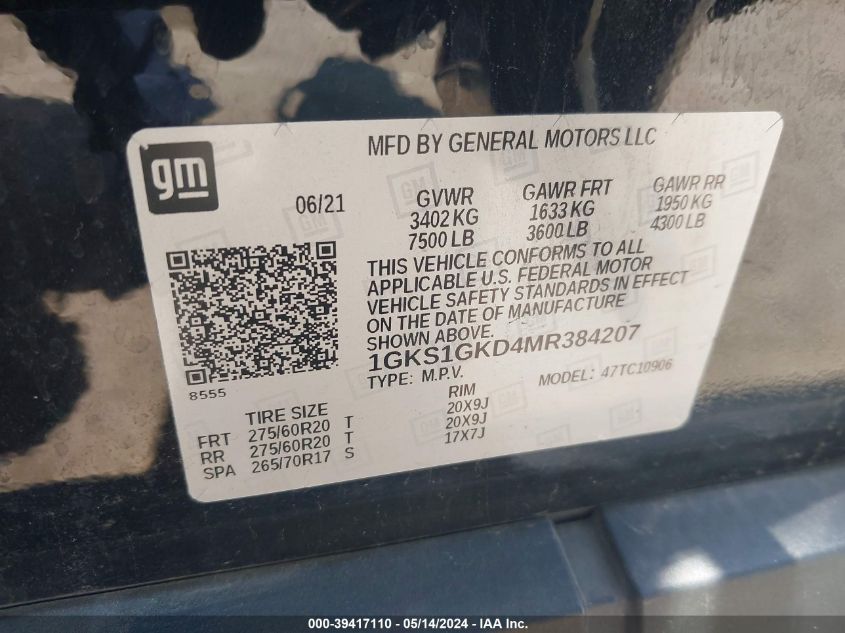 MFD BY GENERAL MOTORS LLC
gm
06/21
GVWR
3402 KG
7500 LB
GAWR FRT
1633 KG
3600 LB
GAWR RR
1950 KG
4300 LB
THIS VEHICLE CONFORMS TO ALL
APPLICABLE U.S. FEDERAL MOTOR
VEHICLE SAFETY STANDARDS IN EFFECT
ON THE DATE OF MANUFACTURE
SHOWN ABOVE.
1GKS1GKD4MR384207
TYPE: M.P.V. MODEL: 47TC10906
8555
TIRE SIZE RIM
FRT 275/60R20 T 20X9J
RR 275/60R20 T 20X9J
SPA 265/70R17 S 17X7J
000-39417110 - 05/14/2024 - IAA Inc.